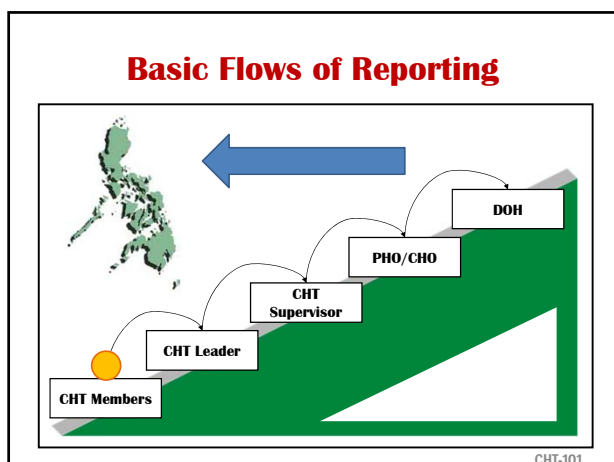 Basic Flows of Reporting
DOH
PHO/CHO
CHT
Supervisor
CHT Leader
CHT Members
CHT-101